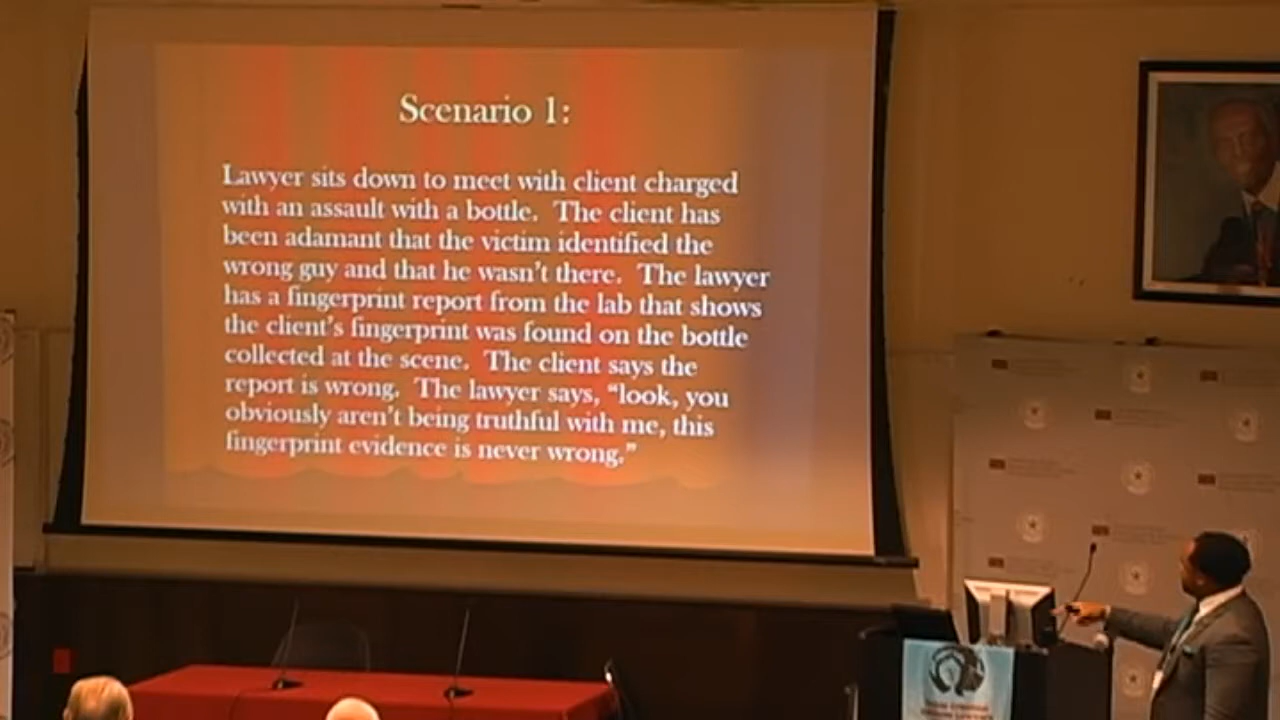 Scenario 1:
Lawyer sits down to meet with client charged
with an assault with a bottle. The client has
been adamant that the victim identified the
wrong guy and that he wasn't there. The lawyer
has a fingerprint report from the lab that shows
the client's fingerprint was found on the bottle
collected at the scene. The client says the
report is wrong. The lawyer says, “look, you
obviously aren't being truthful with me, this
fingerprint evidence is never wrong.”